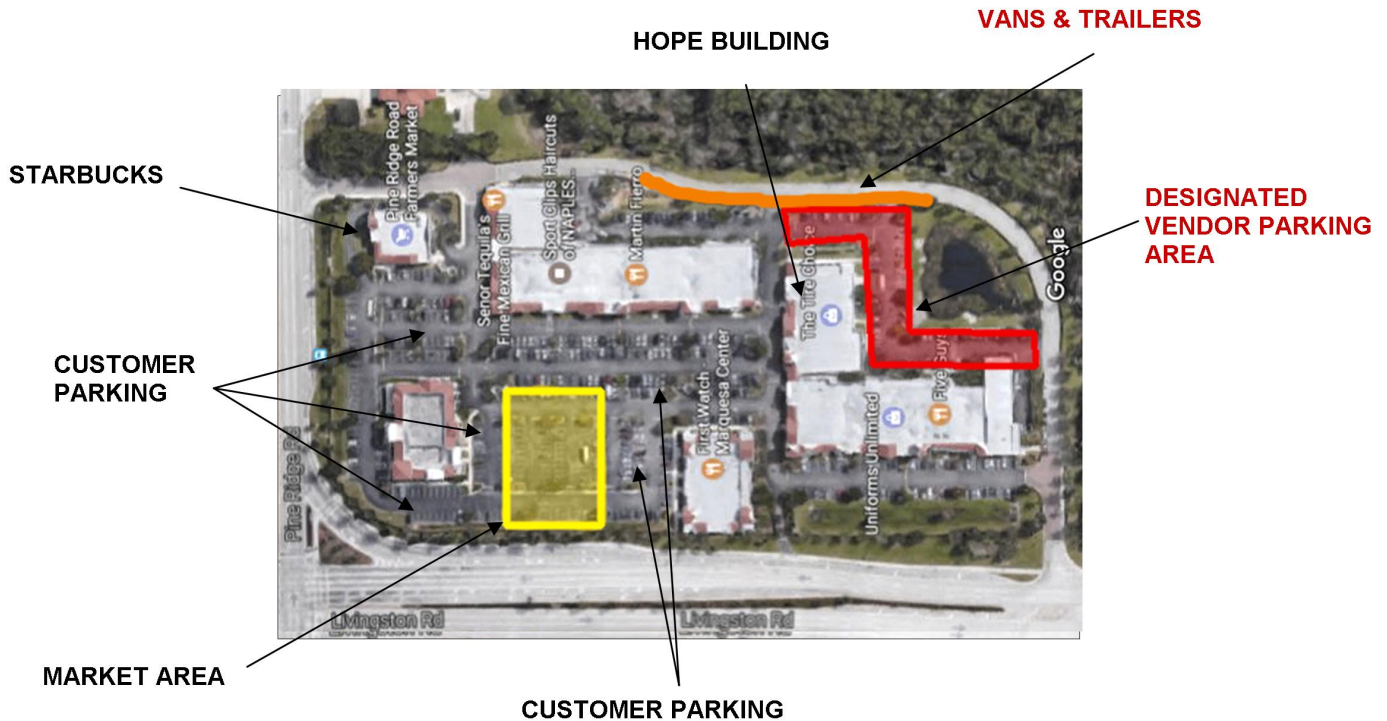 VANS & TRAILERS
HOPE BUILDING
STARBUCKS
DESIGNATED
VENDOR PARKING
AREA
CUSTOMER
PARKING
MARKET AREA
CUSTOMER PARKING
Pine Ridge Road
Farmers Market
Senor Tequila's
Fine Mexican Grill
Sport Clips Haircuts
of NAPLES...
Martin Fierro
The Tire Choice
First Watch
Marquesa Center
Uniforms Unlimited
Five Guys
Google
Pine Ridge Rd
Livingston Rd
Livingston Rd